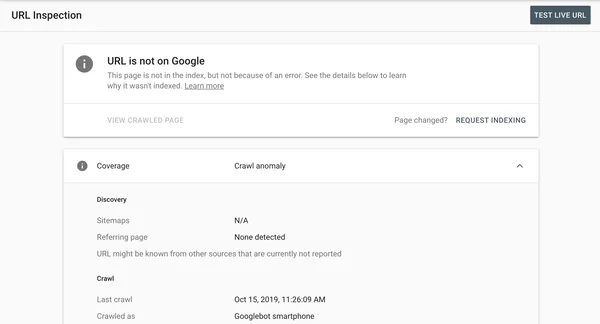 URL Inspection
TEST LIVE URL
URL is not on Google
This page is not in the index, but not because of an error. See the details below to learn
why it wasn't indexed. Learn more
VIEW CRAWLED PAGE
Page changed? REQUEST INDEXING
Coverage Crawl anomaly
Discovery
Sitemaps N/A
Referring page None detected
URL might be known from other sources that are currently not reported
Crawl
Last crawl Oct 15, 2019, 11:26:09 AM
Crawled as Googlebot smartphone